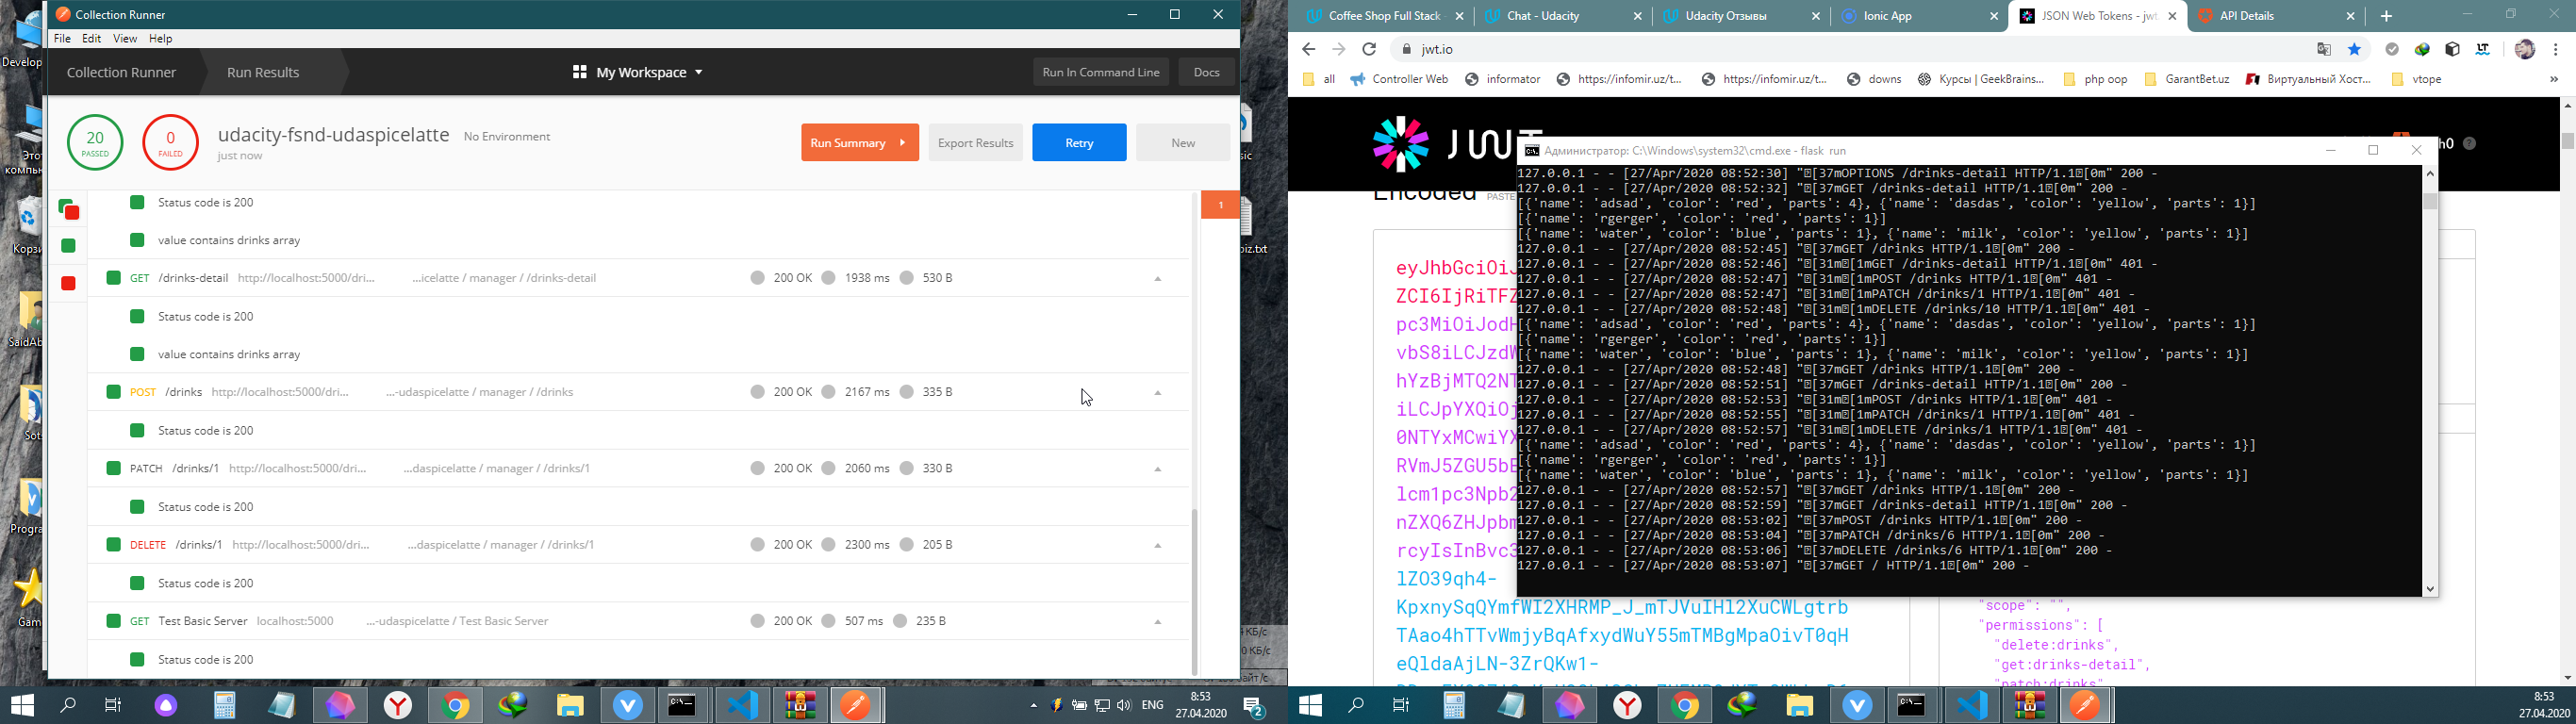 Collection Runner
File Edit View Help
Collection Runner Run Results My Workspace Run In Command Line Docs
20 PASSED
0 FAILED
udacity-fsnd-udaspicelatte No Environment
just now
Run Summary Export Results Retry New
1
Status code is 200
value contains drinks array
GET /drinks-detail http://localhost:5000/dri... ...icelatte / manager / /drinks-detail 200 OK 1938 ms 530 B
Status code is 200
value contains drinks array
POST /drinks http://localhost:5000/dri... ...-udaspicelatte / manager / /drinks 200 OK 2167 ms 335 B
Status code is 200
PATCH /drinks/1 http://localhost:5000/dri... ...daspicelatte / manager / /drinks/1 200 OK 2060 ms 330 B
Status code is 200
DELETE /drinks/1 http://localhost:5000/dri... ...daspicelatte / manager / /drinks/1 200 OK 2300 ms 205 B
Status code is 200
GET Test Basic Server localhost:5000 ...-udaspicelatte / Test Basic Server 200 OK 507 ms 235 B
Status code is 200
ENG 8:53
27.04.2020
2
Coffee Shop Full Stack Chat - Udacity Udacity Отзывы Ionic App JSON Web Tokens - jwt API Details
jwt.io
all Controller Web informator https://infomir.uz/t... https://infomir.uz/t... downs Курсы | GeekBrains... php oop GarantBet.uz Виртуальный Хост... vtope »
Encoded PASTE
Администратор: C:\Windows\system32\cmd.exe - flask run
127.0.0.1 - - [27/Apr/2020 08:52:30] "[37mOPTIONS /drinks-detail HTTP/1.1[0m" 200 -
127.0.0.1 - - [27/Apr/2020 08:52:32] "[37mGET /drinks-detail HTTP/1.1[0m" 200 -
[{'name': 'adsad', 'color': 'red', 'parts': 4}, {'name': 'dasdas', 'color': 'yellow', 'parts': 1}]
[{'name': 'rgerger', 'color': 'red', 'parts': 1}]
[{'name': 'water', 'color': 'blue', 'parts': 1}, {'name': 'milk', 'color': 'yellow', 'parts': 1}]
127.0.0.1 - - [27/Apr/2020 08:52:45] "[37mGET /drinks HTTP/1.1[0m" 200 -
127.0.0.1 - - [27/Apr/2020 08:52:46] "[31m[1mGET /drinks-detail HTTP/1.1[0m" 401 -
127.0.0.1 - - [27/Apr/2020 08:52:47] "[31m[1mPOST /drinks HTTP/1.1[0m" 401 -
127.0.0.1 - - [27/Apr/2020 08:52:47] "[31m[1mPATCH /drinks/1 HTTP/1.1[0m" 401 -
127.0.0.1 - - [27/Apr/2020 08:52:48] "[31m[1mDELETE /drinks/10 HTTP/1.1[0m" 401 -
[{'name': 'adsad', 'color': 'red', 'parts': 4}, {'name': 'dasdas', 'color': 'yellow', 'parts': 1}]
[{'name': 'rgerger', 'color': 'red', 'parts': 1}]
[{'name': 'water', 'color': 'blue', 'parts': 1}, {'name': 'milk', 'color': 'yellow', 'parts': 1}]
127.0.0.1 - - [27/Apr/2020 08:52:48] "[37mGET /drinks HTTP/1.1[0m" 200 -
127.0.0.1 - - [27/Apr/2020 08:52:51] "[37mGET /drinks-detail HTTP/1.1[0m" 200 -
127.0.0.1 - - [27/Apr/2020 08:52:53] "[31m[1mPOST /drinks HTTP/1.1[0m" 401 -
127.0.0.1 - - [27/Apr/2020 08:52:55] "[31m[1mPATCH /drinks/1 HTTP/1.1[0m" 401 -
127.0.0.1 - - [27/Apr/2020 08:52:57] "[31m[1mDELETE /drinks/1 HTTP/1.1[0m" 401 -
[{'name': 'adsad', 'color': 'red', 'parts': 4}, {'name': 'dasdas', 'color': 'yellow', 'parts': 1}]
[{'name': 'rgerger', 'color': 'red', 'parts': 1}]
[{'name': 'water', 'color': 'blue', 'parts': 1}, {'name': 'milk', 'color': 'yellow', 'parts': 1}]
127.0.0.1 - - [27/Apr/2020 08:52:57] "[37mGET /drinks HTTP/1.1[0m" 200 -
127.0.0.1 - - [27/Apr/2020 08:52:59] "[37mGET /drinks-detail HTTP/1.1[0m" 200 -
127.0.0.1 - - [27/Apr/2020 08:53:02] "[37mPOST /drinks HTTP/1.1[0m" 200 -
127.0.0.1 - - [27/Apr/2020 08:53:04] "[37mPATCH /drinks/6 HTTP/1.1[0m" 200 -
127.0.0.1 - - [27/Apr/2020 08:53:06] "[37mDELETE /drinks/6 HTTP/1.1[0m" 200 -
127.0.0.1 - - [27/Apr/2020 08:53:07] "[37mGET / HTTP/1.1[0m" 200 -
lZO39qh4-
KpxnySqQYmfWI2XHRMP_J_mTJVuIHl2XuCWLgtrb
TAao4hTTvWmjyBqAfxydWuY55mTMBgMpaOivT0qH
eQldaAjLN-3ZrQKw1-
"scope": "",
"permissions": [
"delete:drinks",
"get:drinks-detail",
"patch:drinks"
8:53
27.04.2020